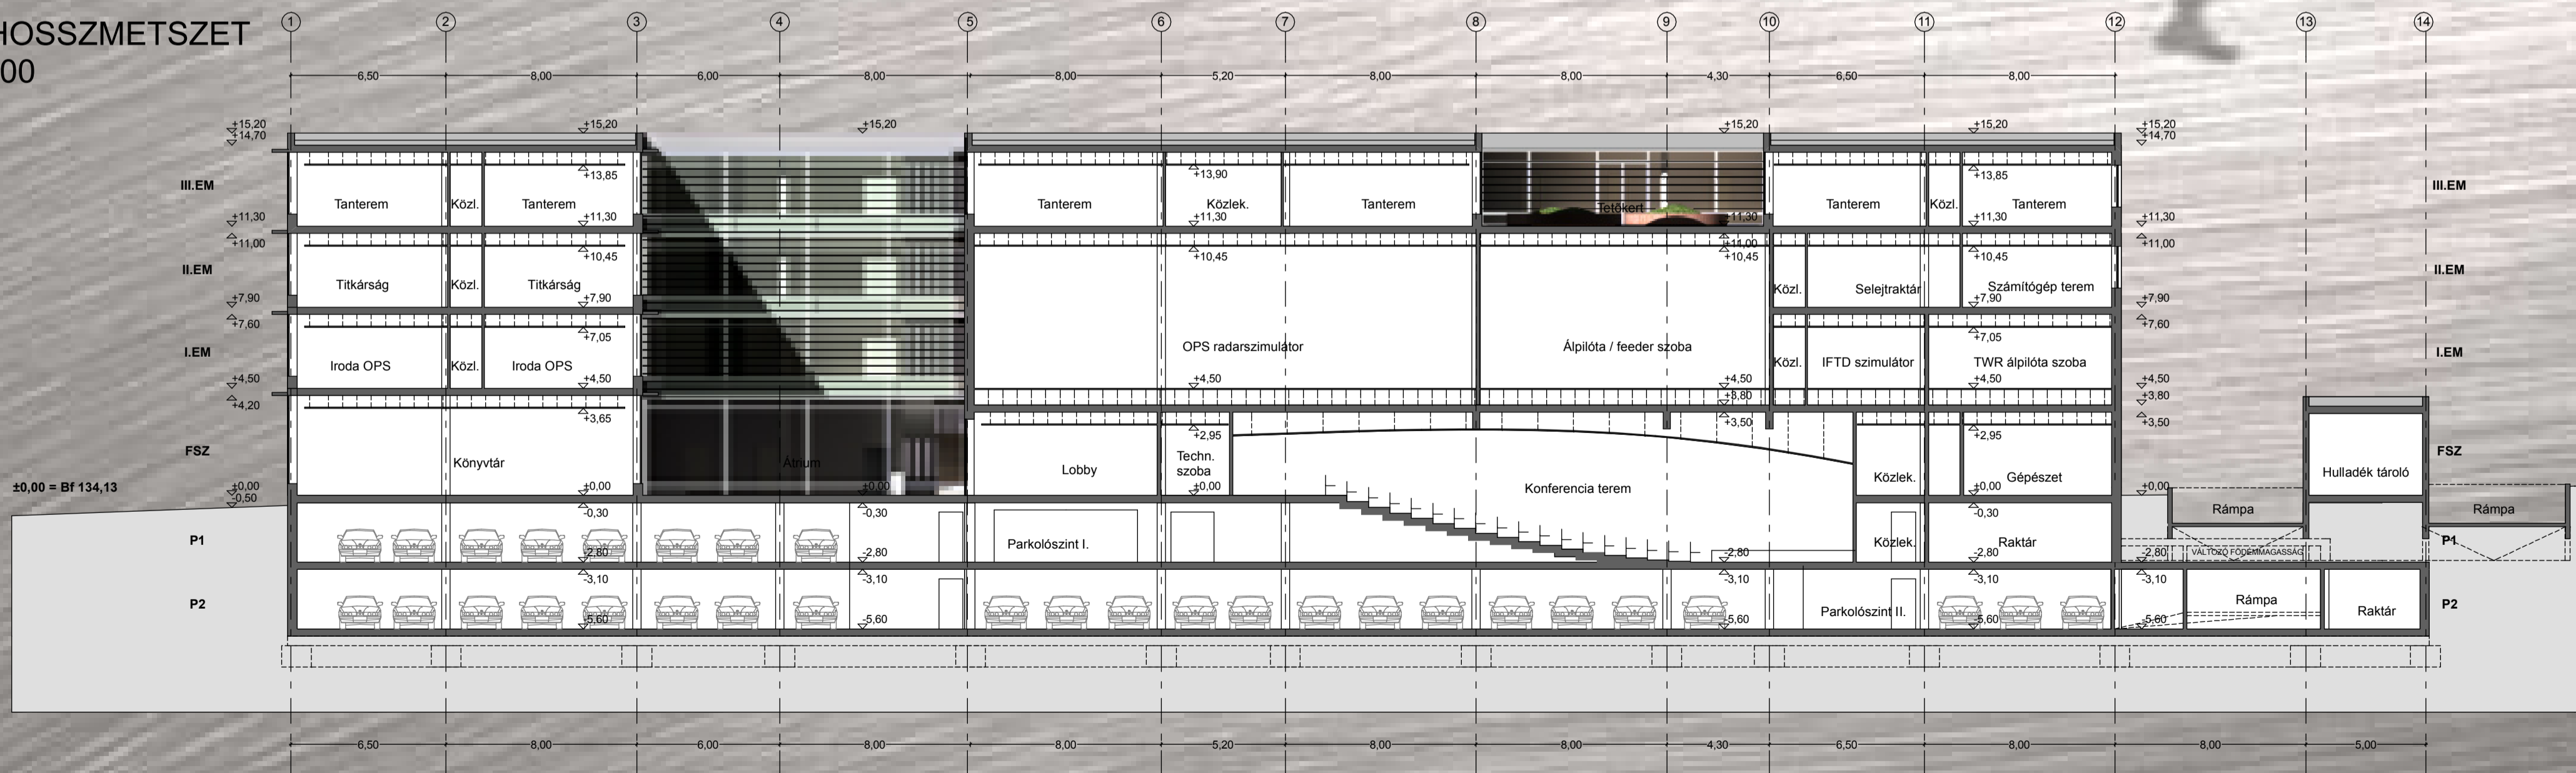 HOSSZMETSZET
00
1 2 3 4 5 6 7 8 9 10 11 12 13 14
6,50 8,00 6,00 8,00 8,00 5,20 8,00 8,00 4,30 6,50 8,00
+15,20 +15,20 +15,20 +15,20 +15,20 +15,20
+14,70 +14,70
+13,85 +13,90 +13,85
III.EM Tanterem Közl. Tanterem Tanterem Közlek. Tanterem Tetőkert Tanterem Közl. Tanterem III.EM
+11,30 +11,30 +11,30 +11,30 +11,30 +11,30
+11,00 +11,00 +11,00
+10,45 +10,45 +10,45 +10,45
II.EM Titkárság Közl. Titkárság Közl. Selejtraktár Számítógép terem II.EM
+7,90 +7,90 +7,90 +7,90
+7,60 +7,60
+7,05 +7,05
I.EM Iroda OPS Közl. Iroda OPS OPS radarszimulátor Álpilóta / feeder szoba Közl. IFTD szimulátor TWR álpilóta szoba I.EM
+4,50 +4,50 +4,50 +4,50 +4,50 +4,50
+4,20 +3,80 +3,80
+3,65 +3,50 +3,50
+2,95 +2,95
FSZ Könyvtár Átrium Lobby Techn.
szoba
Konferencia terem Közlek. Gépészet Hulladék tároló FSZ
±0,00 = Bf 134,13
±0,00 ±0,00 ±0,00 ±0,00 ±0,00 ±0,00
-0,50
-0,30 -0,30 -0,30
Rámpa Rámpa
P1 Parkolószint I. Közlek. Raktár P1
VÁLTOZÓ FÖDÉMMAGASSÁG
-2,80 -2,80 -2,80 -2,80 -2,80
-3,10 -3,10 -3,10 -3,10 -3,10
P2 Parkolószint II. Rámpa Raktár P2
-5,60 -5,60 -5,60 -5,60 -5,60
6,50 8,00 6,00 8,00 8,00 5,20 8,00 8,00 4,30 6,50 8,00 8,00 5,00